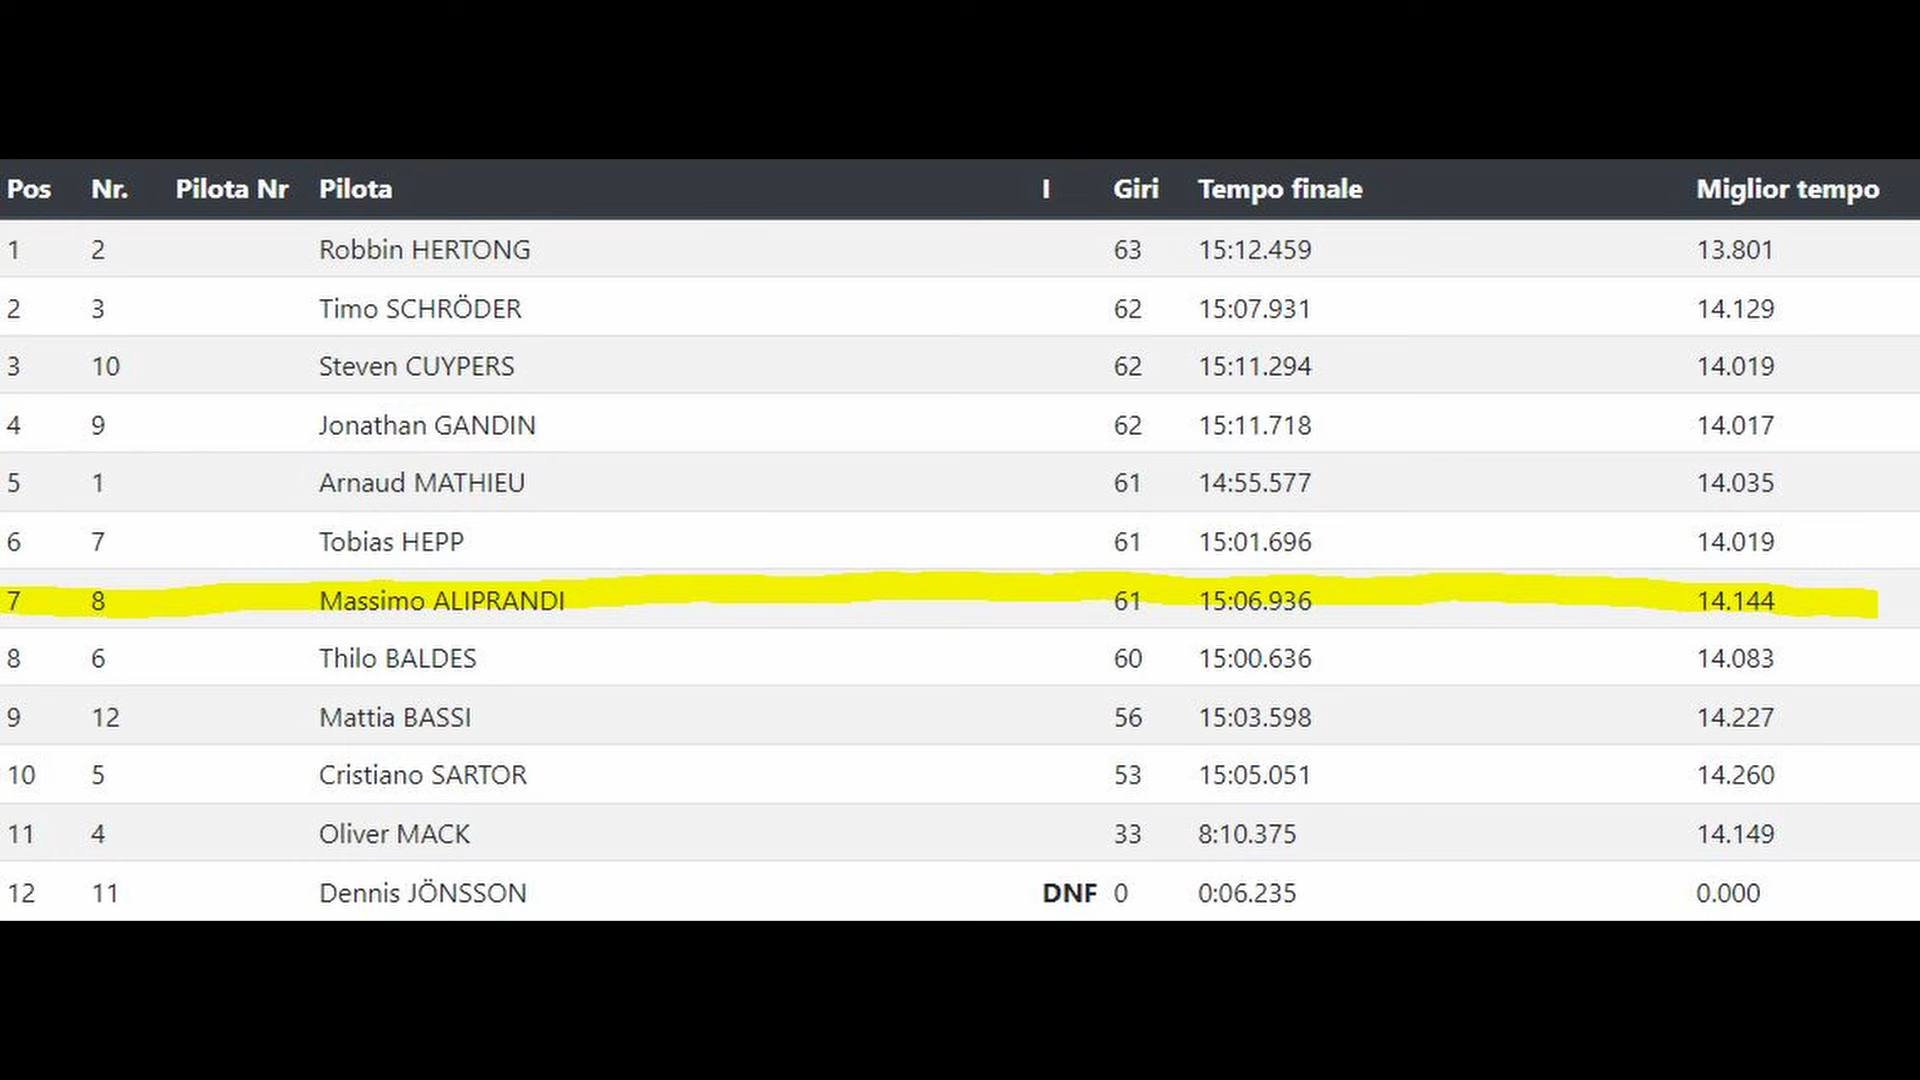 Pos Nr. Pilota Nr Pilota I Giri Tempo finale Miglior tempo
1 2 Robbin HERTONG 63 15:12.459 13.801
2 3 Timo SCHRÖDER 62 15:07.931 14.129
3 10 Steven CUYPERS 62 15:11.294 14.019
4 9 Jonathan GANDIN 62 15:11.718 14.017
5 1 Arnaud MATHIEU 61 14:55.577 14.035
6 7 Tobias HEPP 61 15:01.696 14.019
7 8 Massimo ALIPRANDI 61 15:06.936 14.144
8 6 Thilo BALDES 60 15:00.636 14.083
9 12 Mattia BASSI 56 15:03.598 14.227
10 5 Cristiano SARTOR 53 15:05.051 14.260
11 4 Oliver MACK 33 8:10.375 14.149
12 11 Dennis JÖNSSON DNF 0 0:06.235 0.000